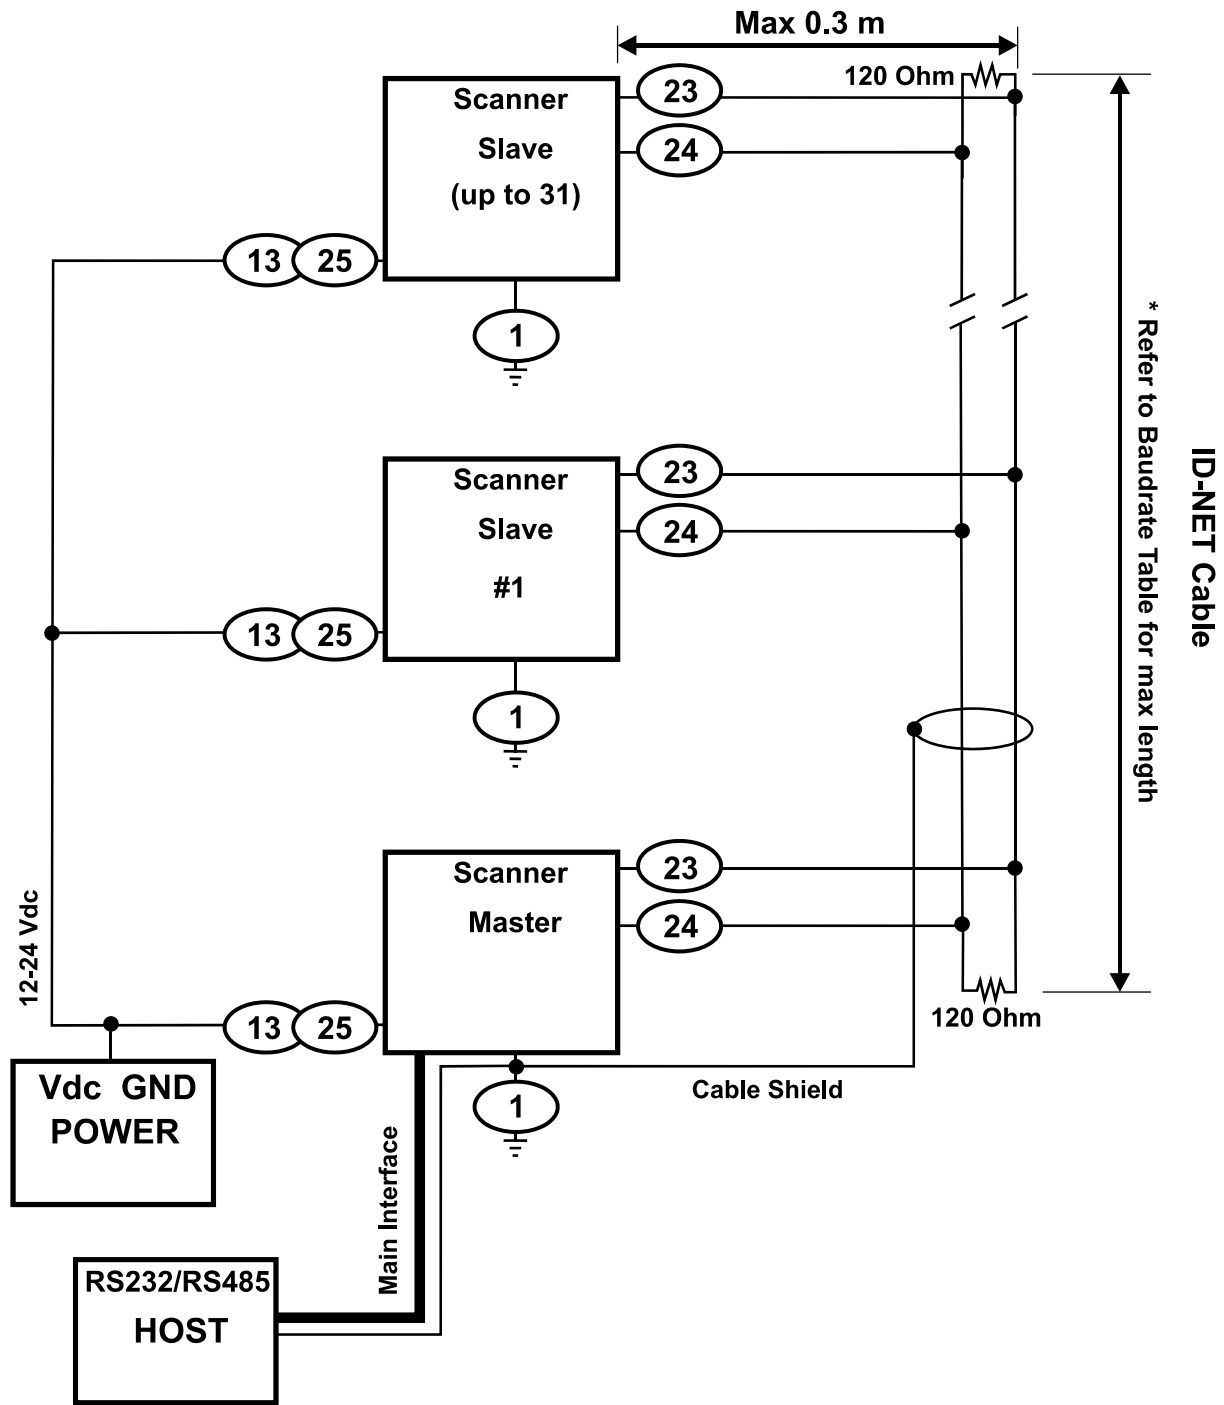 Max 0.3 m
120 Ohm
Scanner
Slave
(up to 31)
23
24
13
25
1
Scanner
Slave
#1
23
24
13
25
1
Scanner
Master
23
24
13
25
1
120 Ohm
Cable Shield
12-24 Vdc
Vdc GND
POWER
Main Interface
RS232/RS485
HOST
* Refer to Baudrate Table for max length
ID-NET Cable